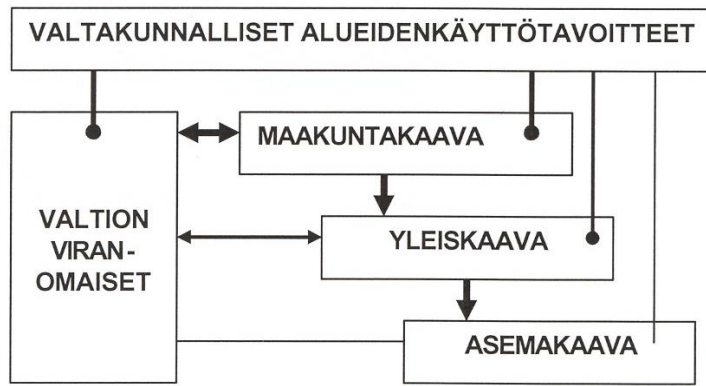 VALTAKUNNALLISET ALUEIDENKÄYTTÖTAVOITTEET
MAAKUNTAKAAVA
VALTION
VIRAN-
OMAISET
YLEISKAAVA
ASEMAKAAVA